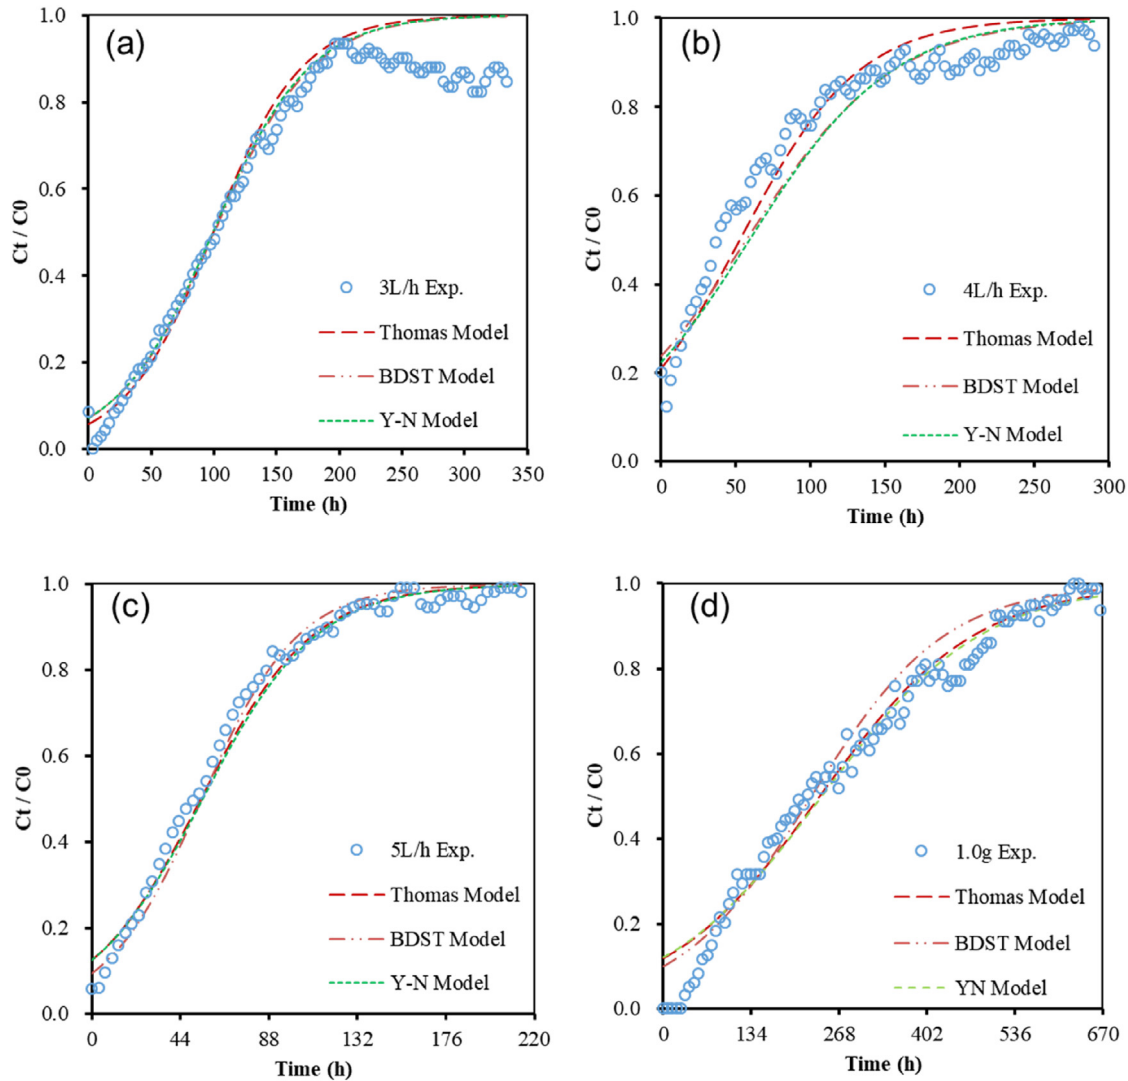 (a)
1.0
0.8
0.6
0.4
0.2
0.0
Ct / C0
3L/h Exp.
Thomas Model
BDST Model
Y-N Model
0 50 100 150 200 250 300 350
Time (h)
(b)
1.0
0.8
0.6
0.4
0.2
0.0
Ct / C0
4L/h Exp.
Thomas Model
BDST Model
Y-N Model
0 50 100 150 200 250 300
Time (h)
(c)
1.0
0.8
0.6
0.4
0.2
0.0
Ct / C0
5L/h Exp.
Thomas Model
BDST Model
Y-N Model
0 44 88 132 176 220
Time (h)
(d)
1.0
0.8
0.6
0.4
0.2
0.0
Ct / C0
1.0g Exp.
Thomas Model
BDST Model
YN Model
0 134 268 402 536 670
Time (h)